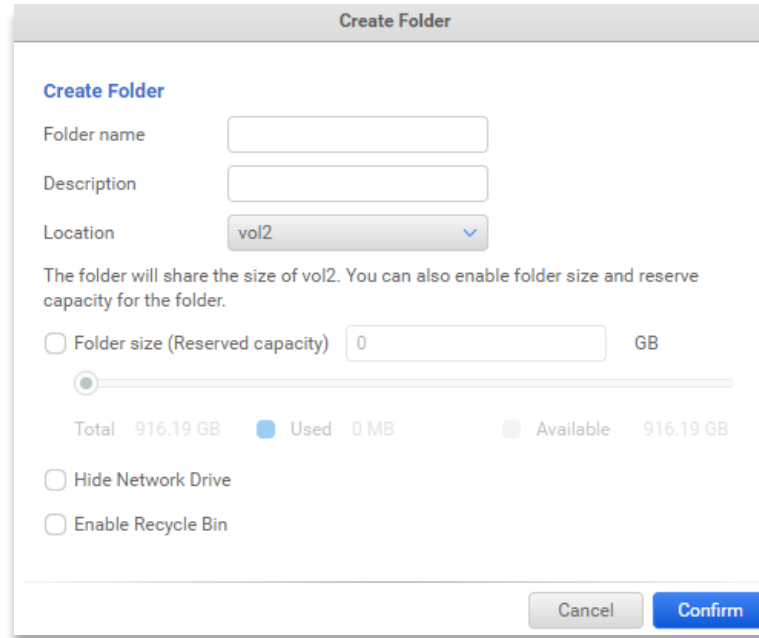 Create Folder
Create Folder
Folder name
Description
Location vol2
The folder will share the size of vol2. You can also enable folder size and reserve
capacity for the folder.
Folder size (Reserved capacity) 0 GB
Total 916.19 GB Used 0 MB Available 916.19 GB
Hide Network Drive
Enable Recycle Bin
Cancel Confirm